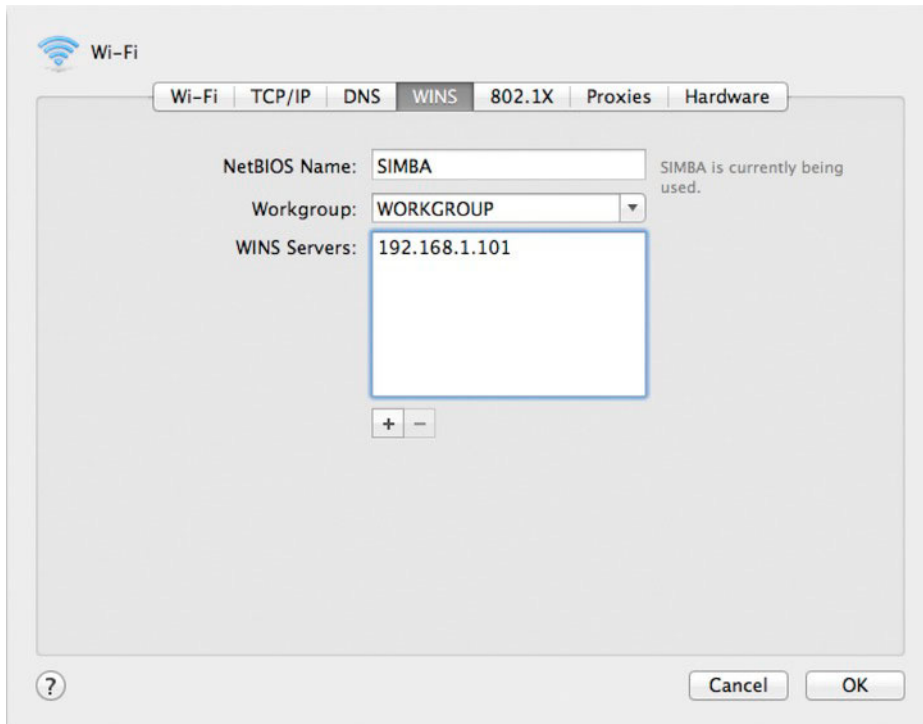 Wi-Fi
Wi-Fi TCP/IP DNS WINS 802.1X Proxies Hardware
NetBIOS Name: SIMBA SIMBA is currently being
used.
Workgroup: WORKGROUP
WINS Servers: 192.168.1.101
+ −
? Cancel OK